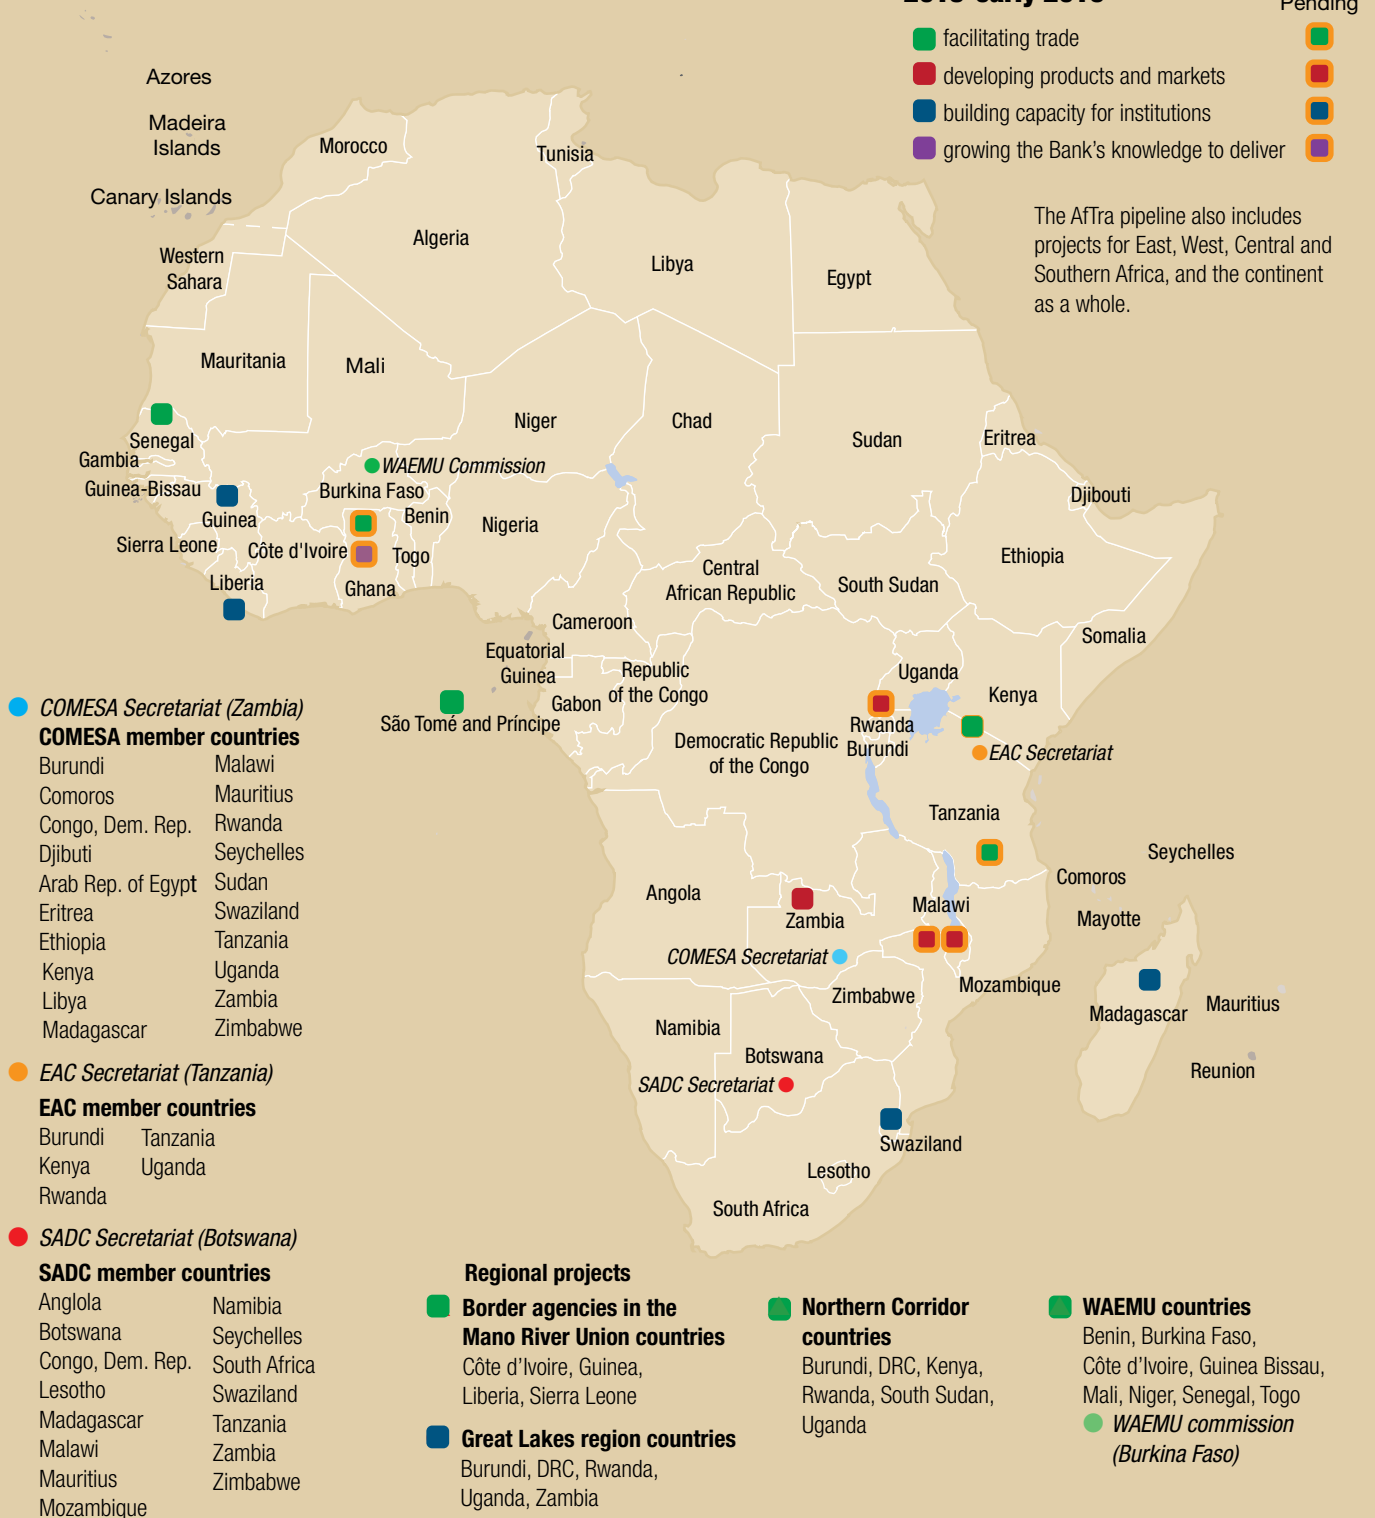 Pending
facilitating trade
developing products and markets
building capacity for institutions
growing the Bank's knowledge to deliver
The AfTra pipeline also includes
projects for East, West, Central and
Southern Africa, and the continent
as a whole.
Azores
Madeira
Islands
Canary Islands
Morocco
Tunisia
Algeria
Western
Sahara
Libya
Egypt
Mauritania
Mali
Niger
Chad
Sudan
Eritrea
Senegal
Gambia
WAEMU Commission
Guinea-Bissau
Burkina Faso
Djibouti
Guinea
Benin
Nigeria
Sierra Leone
Côte d'Ivoire
Togo
Ethiopia
Liberia
Ghana
Central
African Republic
South Sudan
Cameroon
Somalia
Equatorial
Guinea
Republic
of the Congo
Uganda
Kenya
Gabon
São Tomé and Príncipe
Rwanda
Democratic Republic
of the Congo
Burundi
EAC Secretariat
Tanzania
Seychelles
Comoros
Angola
Malawi
Zambia
Mayotte
COMESA Secretariat
Mozambique
Zimbabwe
Madagascar
Mauritius
Namibia
Botswana
Reunion
SADC Secretariat
Swaziland
Lesotho
South Africa
COMESA Secretariat (Zambia)
COMESA member countries
Burundi
Comoros
Congo, Dem. Rep.
Djibuti
Arab Rep. of Egypt
Eritrea
Ethiopia
Kenya
Libya
Madagascar
Malawi
Mauritius
Rwanda
Seychelles
Sudan
Swaziland
Tanzania
Uganda
Zambia
Zimbabwe
EAC Secretariat (Tanzania)
EAC member countries
Burundi
Kenya
Rwanda
Tanzania
Uganda
SADC Secretariat (Botswana)
SADC member countries
Anglola
Botswana
Congo, Dem. Rep.
Lesotho
Madagascar
Malawi
Mauritius
Mozambique
Namibia
Seychelles
South Africa
Swaziland
Tanzania
Zambia
Zimbabwe
Regional projects
Border agencies in the
Mano River Union countries
Côte d'Ivoire, Guinea,
Liberia, Sierra Leone
Great Lakes region countries
Burundi, DRC, Rwanda,
Uganda, Zambia
Northern Corridor
countries
Burundi, DRC, Kenya,
Rwanda, South Sudan,
Uganda
WAEMU countries
Benin, Burkina Faso,
Côte d'Ivoire, Guinea Bissau,
Mali, Niger, Senegal, Togo
WAEMU commission
(Burkina Faso)